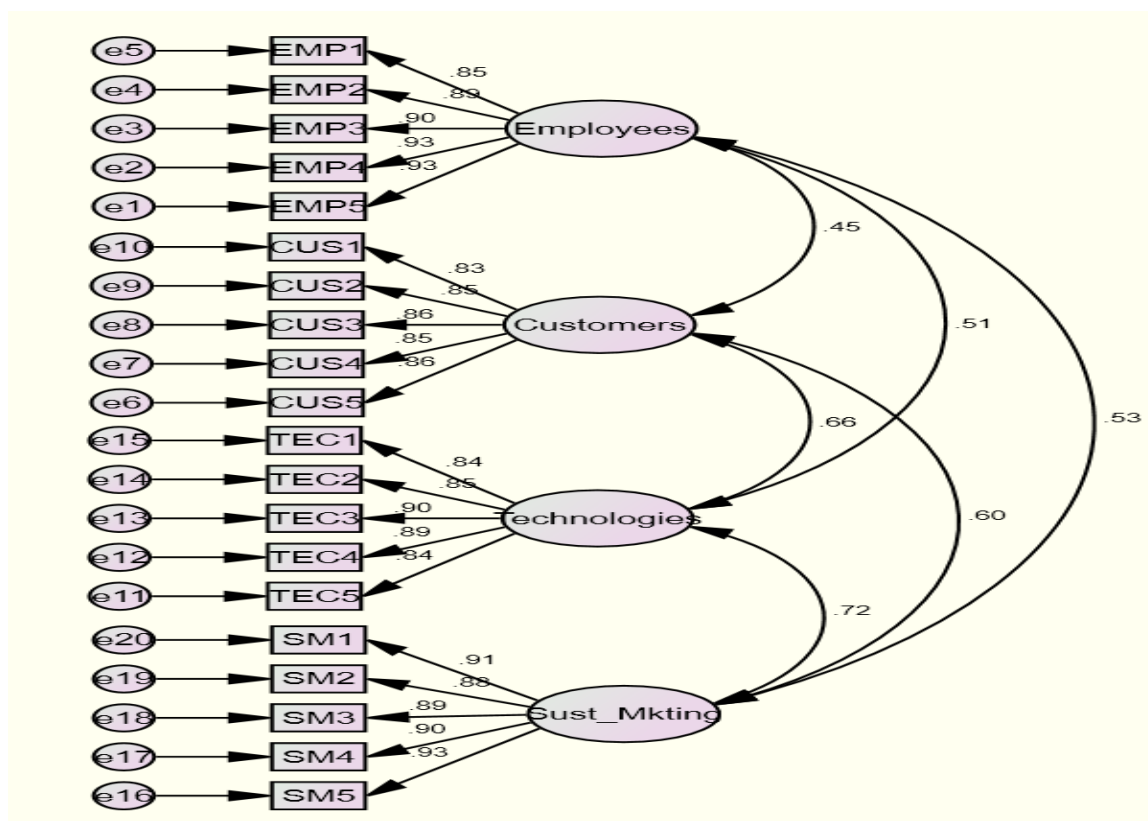 e5 EMP1
.85
e4 EMP2
.89
e3 EMP3
.90
Employees
e2 EMP4
.93
e1 EMP5
.93
.45
e10 CUS1
.83
e9 CUS2
.85
e8 CUS3
.86
Customers
.51
e7 CUS4
.85
e6 CUS5
.86
.66
.53
e15 TEC1
.84
e14 TEC2
.85
e13 TEC3
.90
Technologies
.60
e12 TEC4
.89
e11 TEC5
.84
.72
e20 SM1
.91
e19 SM2
.88
e18 SM3
.89
Sust_Mkting
e17 SM4
.90
e16 SM5
.93